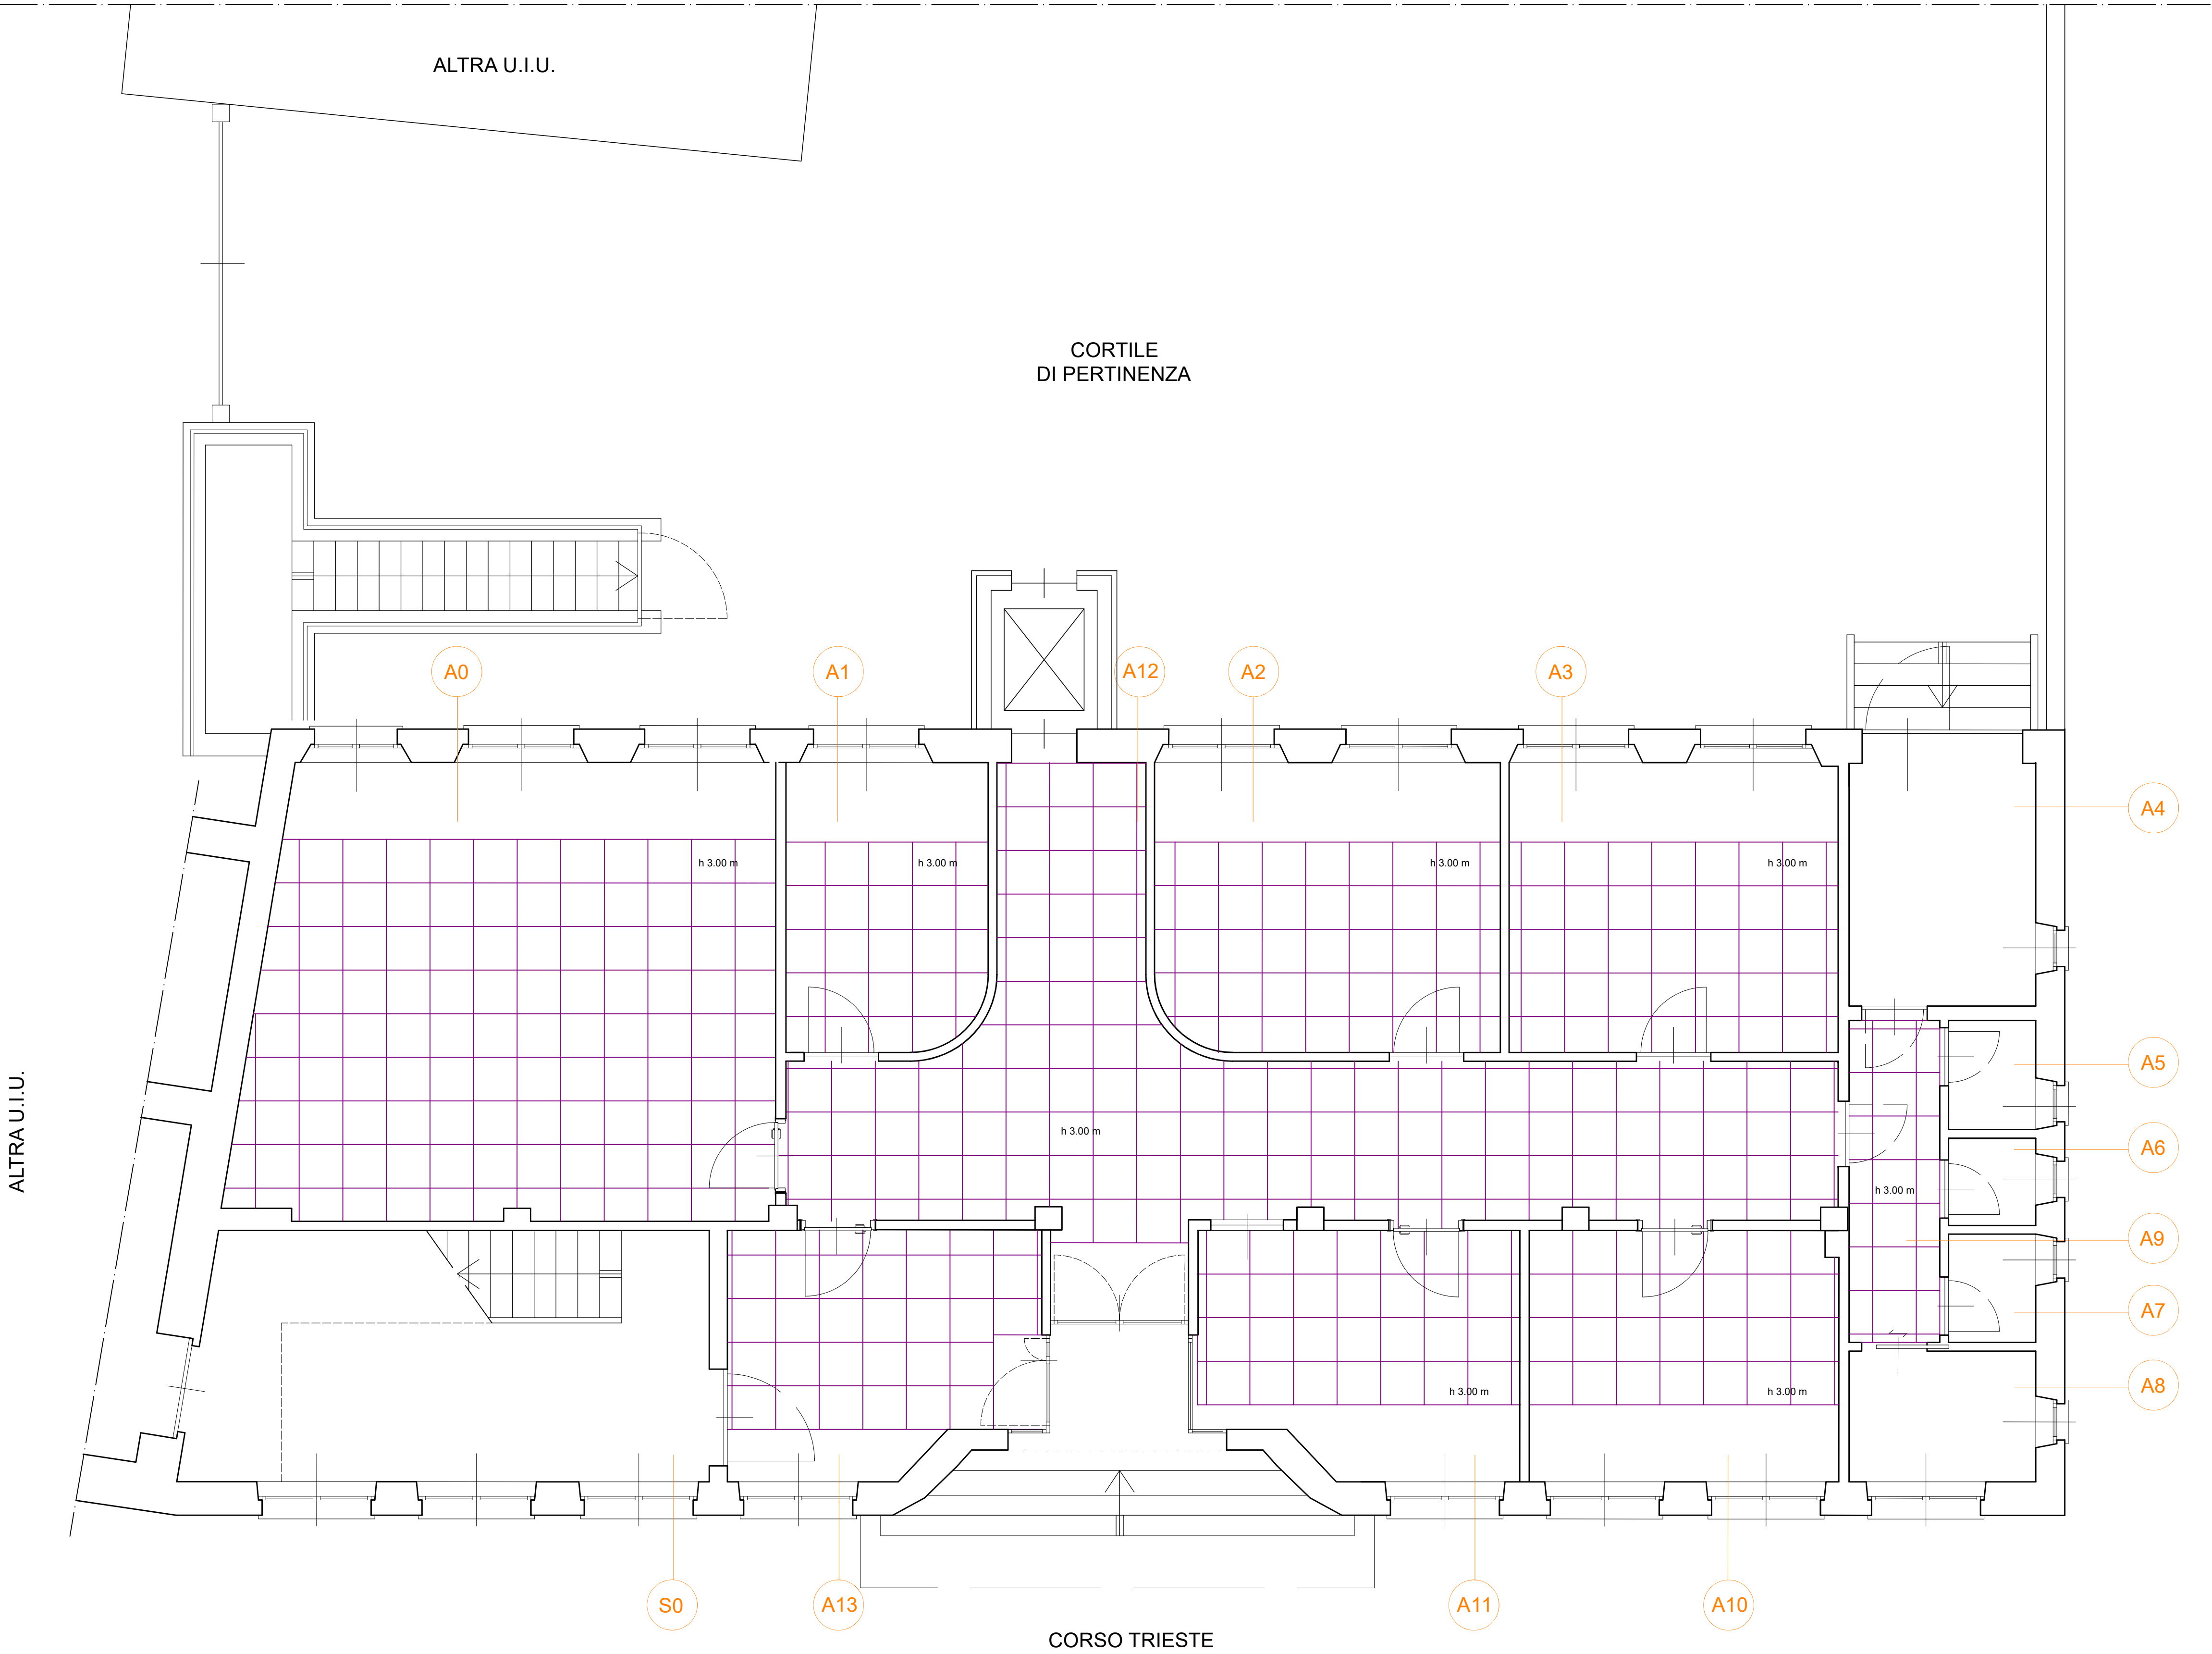 ALTRA U.I.U.
CORTILE
DI PERTINENZA
A0
A1
A12
A2
A3
A4
h 3.00 m
h 3.00 m
h 3.00 m
h 3.00 m
A5
ALTRA U.I.U.
h 3.00 m
A6
h 3.00 m
A9
A7
A8
h 3.00 m
h 3.00 m
S0
A13
A11
A10
CORSO TRIESTE